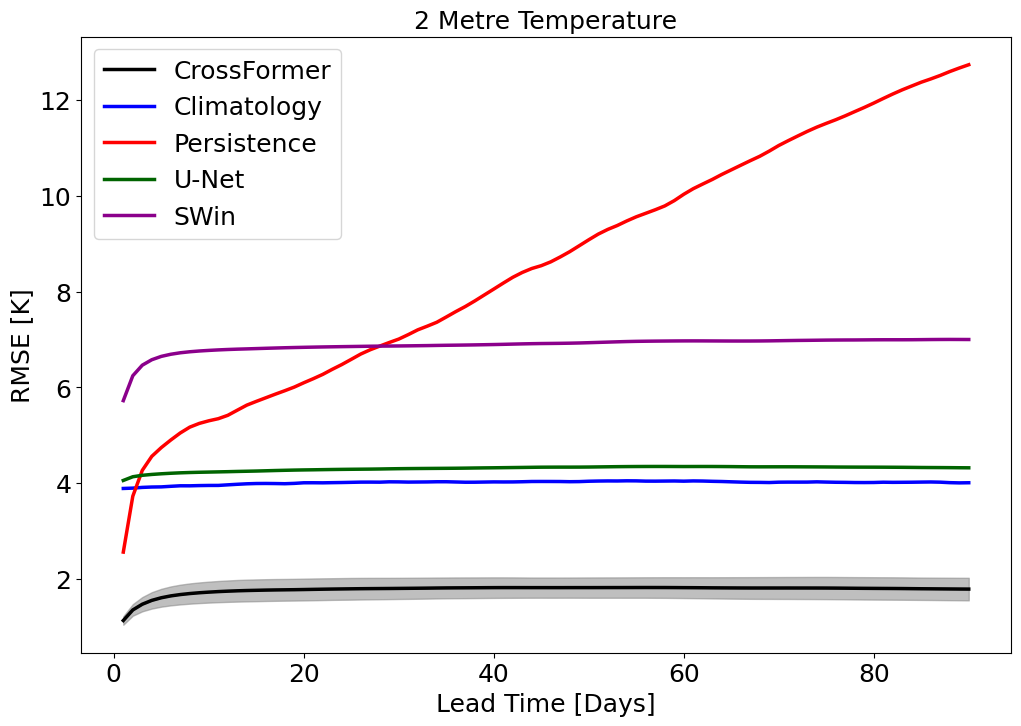 2 Metre Temperature
CrossFormer
Climatology
Persistence
U-Net
SWin
RMSE [K]
12
10
8
6
4
2
0 20 40 60 80
Lead Time [Days]